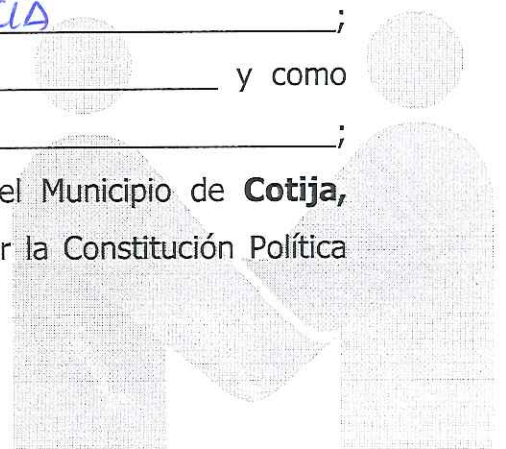 ;
y como
;
el Municipio de Cotija,
r la Constitución Política